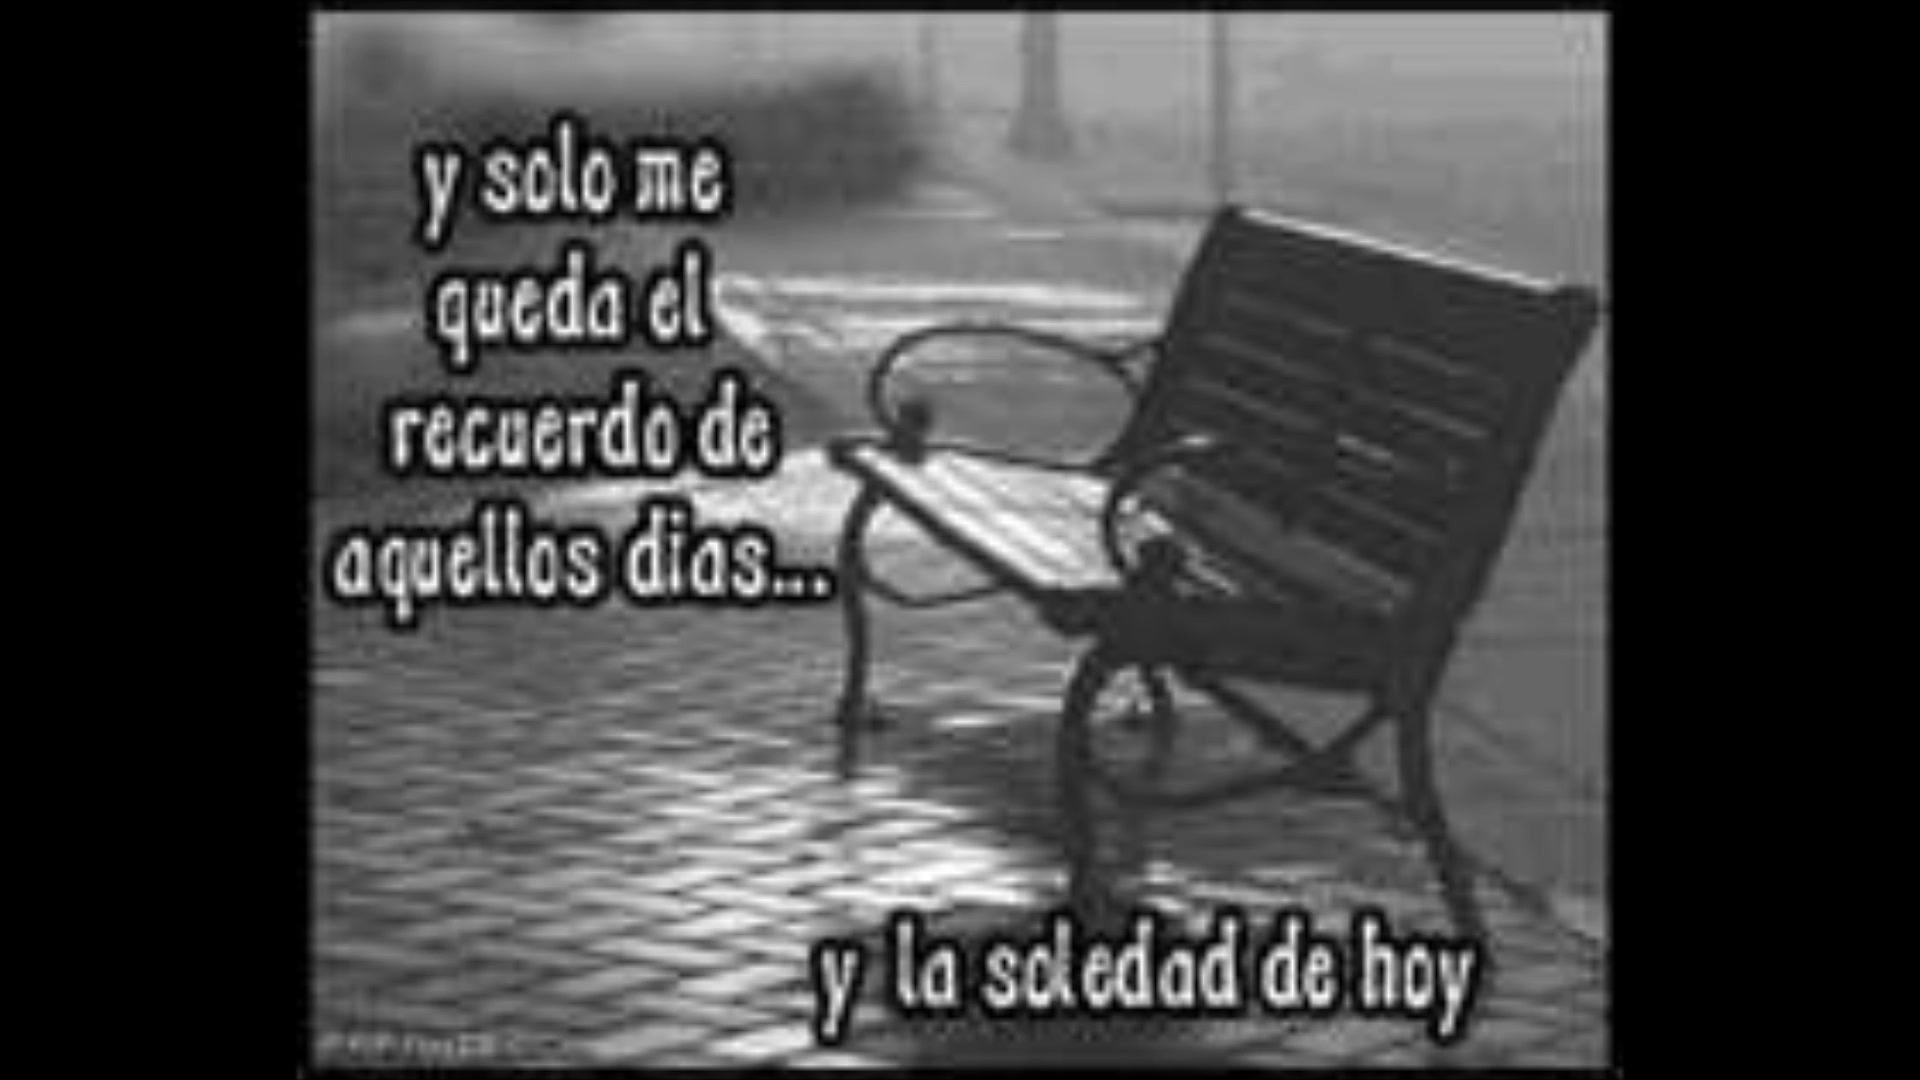 y solo me
queda el
recuerdo de
aquellos dias...
y la soledad de hoy